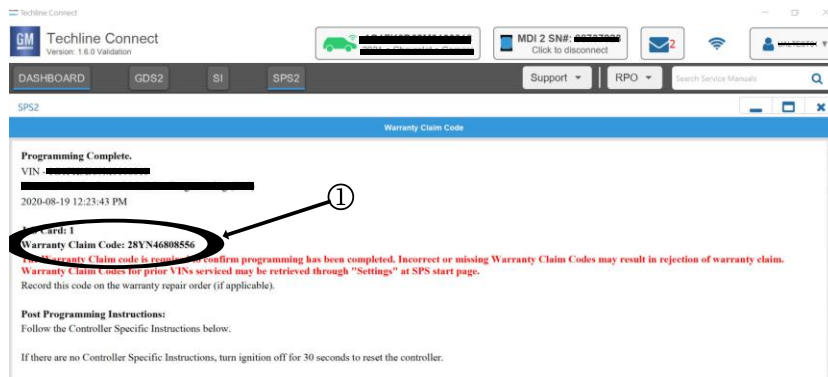 Techline Connect
GM
Techline Connect
Version: 1.6.0 Validation
MDI 2 SN#:
Click to disconnect
2
DASHBOARD GDS2 SI SPS2 Support RPO Search Service Manuals
SPS2
Warranty Claim Code
Programming Complete.
VIN -
2020-08-19 12:23:43 PM
①
Job Card: 1
Warranty Claim Code: 28YN46808556
The Warranty Claim code is required to confirm programming has been completed. Incorrect or missing Warranty Claim Codes may result in rejection of warranty claim.
Warranty Claim Codes for prior VINs serviced may be retrieved through "Settings" at SPS start page.
Record this code on the warranty repair order (if applicable).
Post Programming Instructions:
Follow the Controller Specific Instructions below.
If there are no Controller Specific Instructions, turn ignition off for 30 seconds to reset the controller.